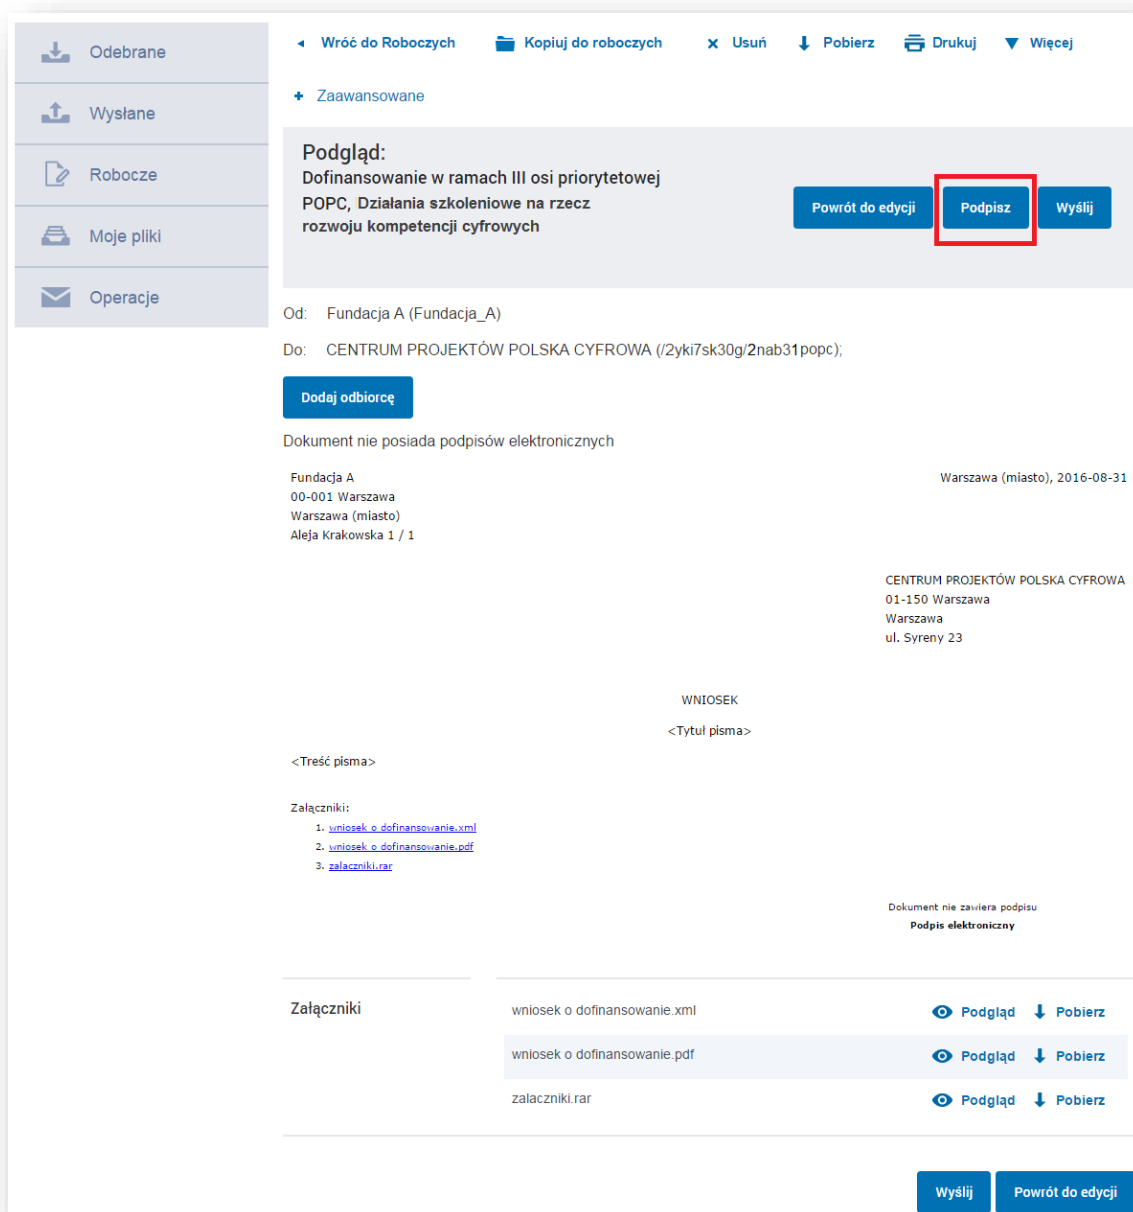 Odebrane
Wysłane
Robocze
Moje pliki
Operacje
Wróć do Roboczych Kopiuj do roboczych Usuń Pobierz Drukuj Więcej
Zaawansowane
Podgląd:
Dofinansowanie w ramach III osi priorytetowej
POPC, Działania szkoleniowe na rzecz
rozwoju kompetencji cyfrowych
Powrót do edycji Podpisz Wyślij
Od: Fundacja A (Fundacja_A)
Do: CENTRUM PROJEKTÓW POLSKA CYFROWA (/2yki7sk30g/2nab31popc);
Dodaj odbiorcę
Dokument nie posiada podpisów elektronicznych
Fundacja A
00-001 Warszawa
Warszawa (miasto)
Aleja Krakowska 1 / 1
Warszawa (miasto), 2016-08-31
CENTRUM PROJEKTÓW POLSKA CYFROWA
01-150 Warszawa
Warszawa
ul. Syreny 23
WNIOSEK
<Tytuł pisma>
<Treść pisma>
Załączniki:
1. wniosek o dofinansowanie.xml
2. wniosek o dofinansowanie.pdf
3. zalaczniki.rar
Dokument nie zawiera podpisu
Podpis elektroniczny
Załączniki
wniosek o dofinansowanie.xml Podgląd Pobierz
wniosek o dofinansowanie.pdf Podgląd Pobierz
zalaczniki.rar Podgląd Pobierz
Wyślij Powrót do edycji